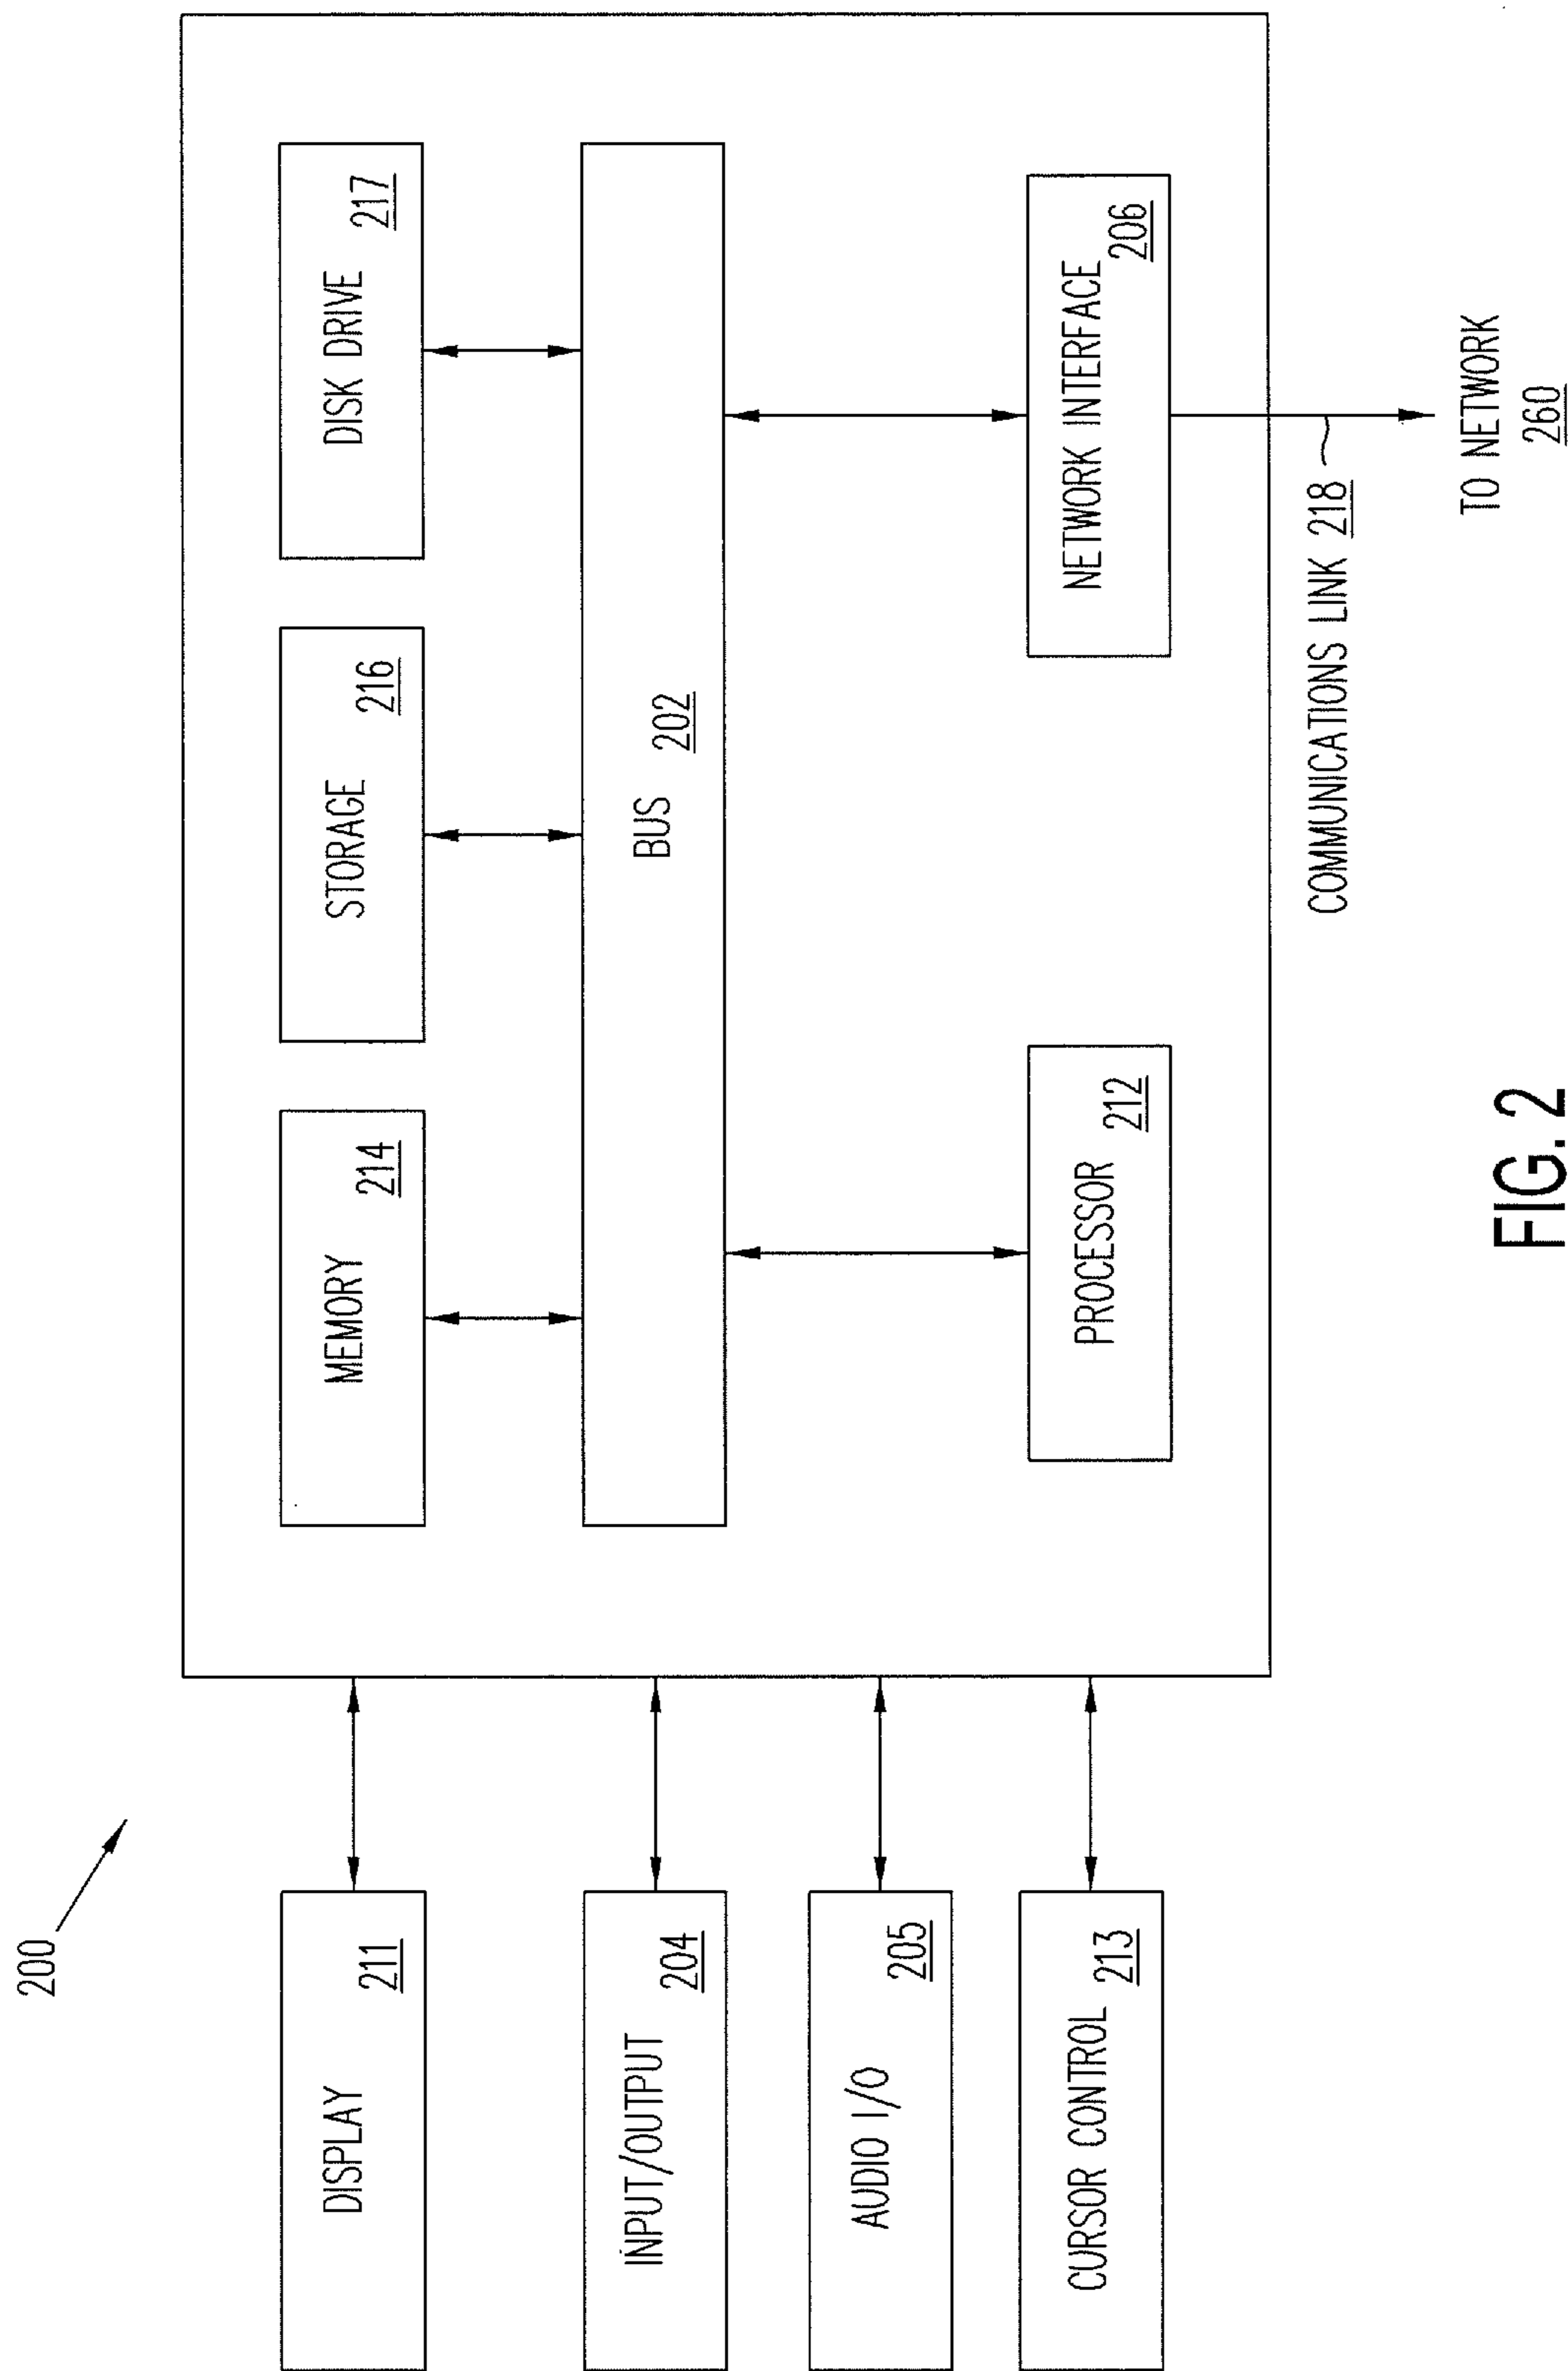 200
DISPLAY
211
INPUT/OUTPUT
204
AUDIO I/O
205
CURSOR CONTROL
213
MEMORY
214
STORAGE
216
DISK DRIVE
217
BUS
202
PROCESSOR
212
NETWORK INTERFACE
206
COMMUNICATIONS LINK 218
TO NETWORK
260
FIG. 2